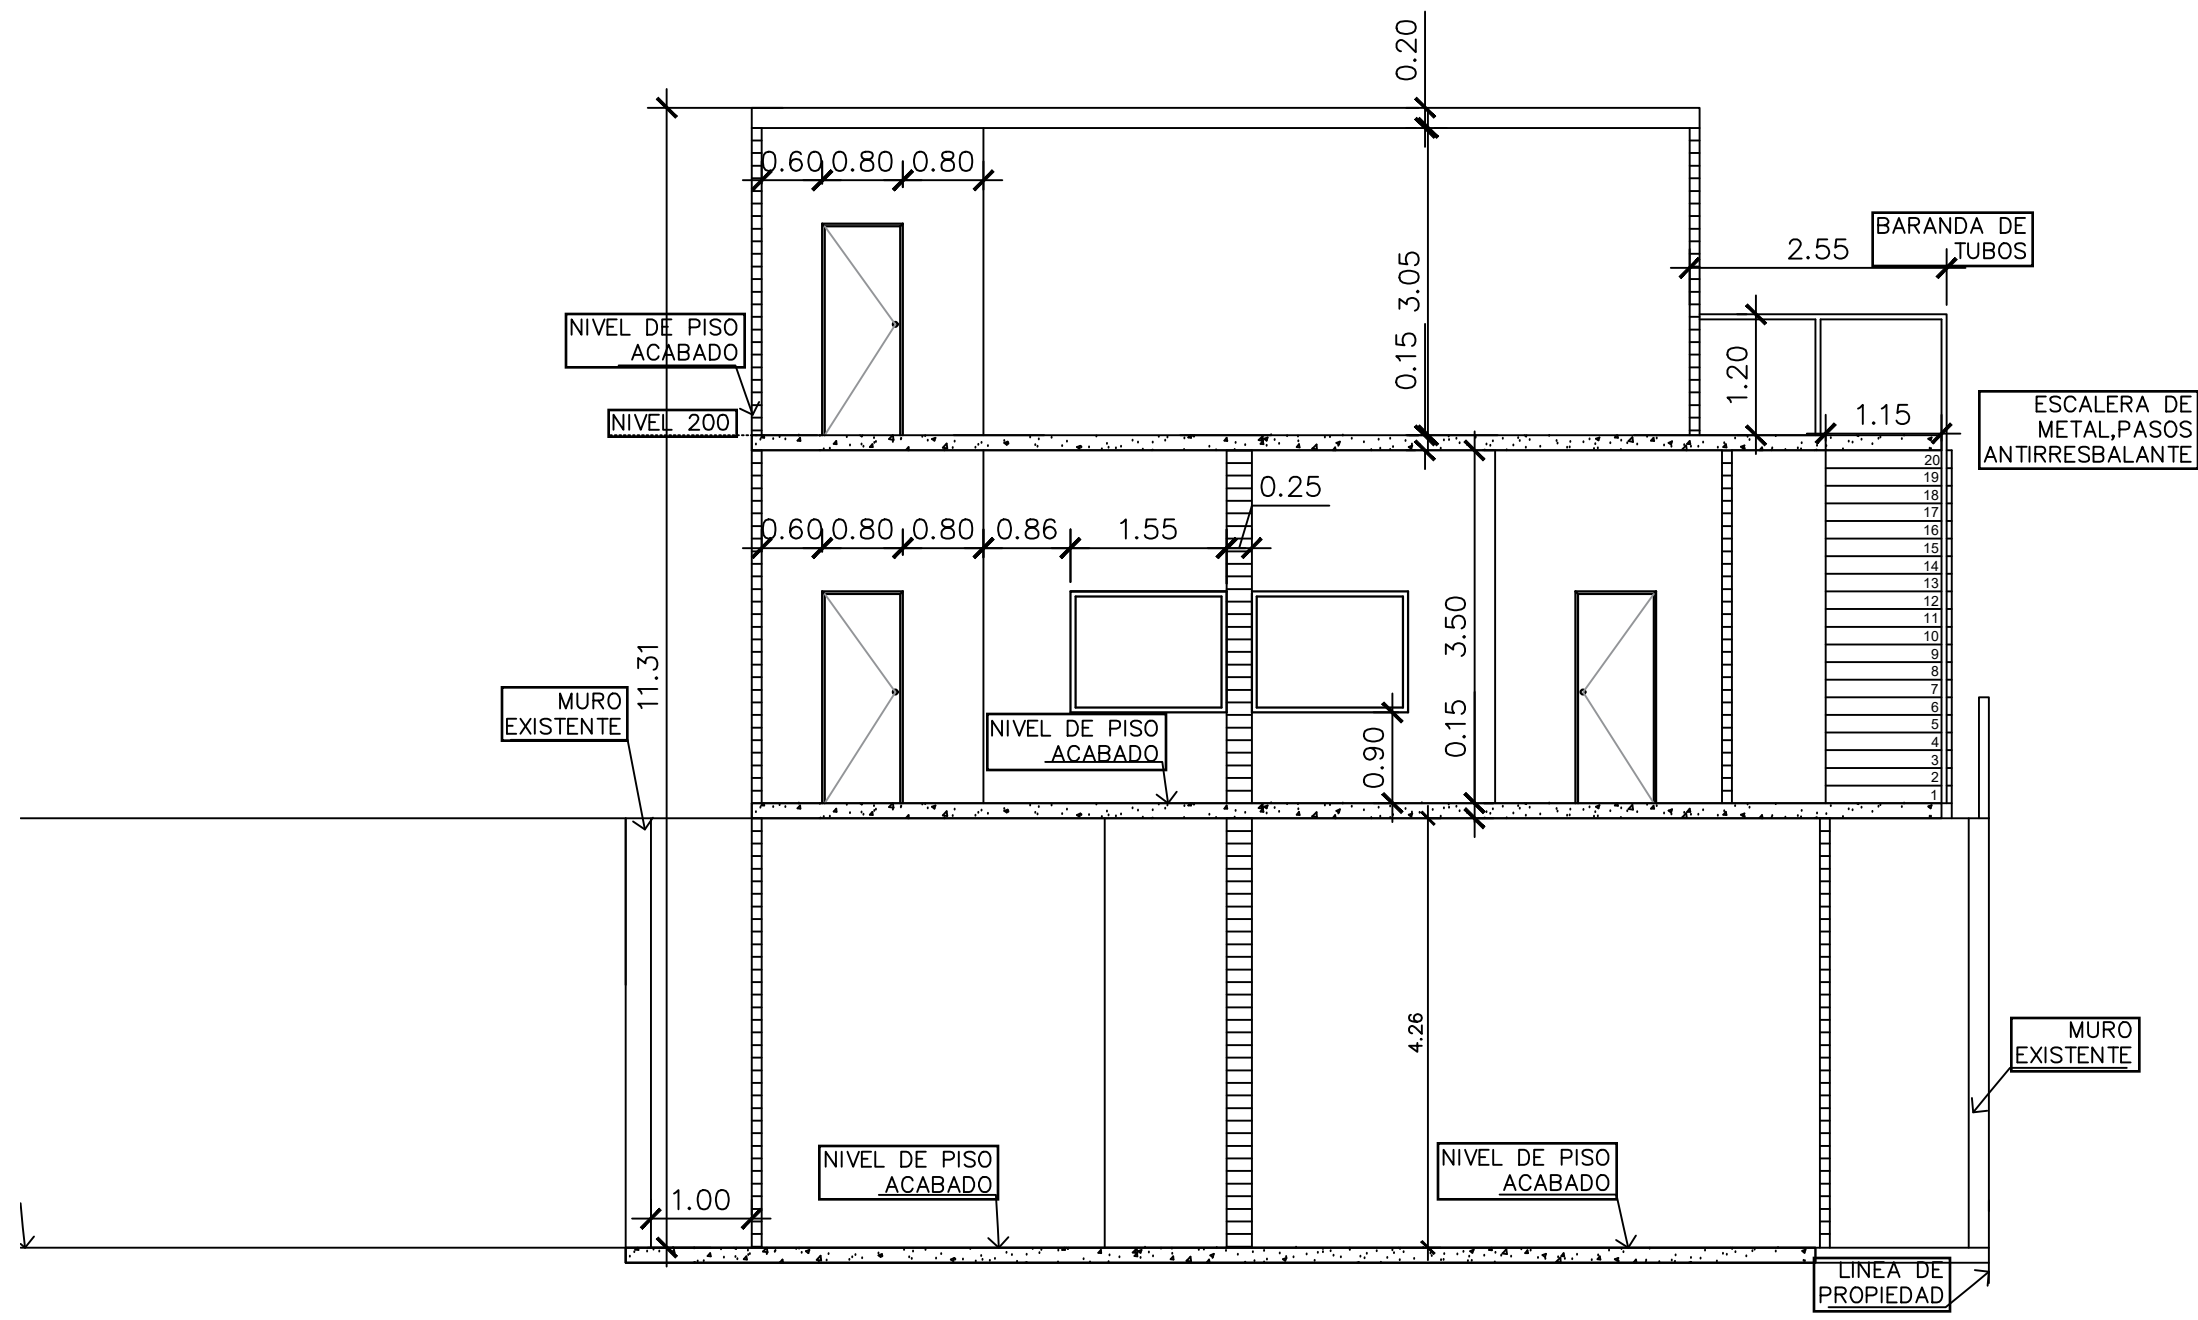 0.20
0.60 0.80 0.80
BARANDA DE
TUBOS
2.55
3.05
0.15
NIVEL DE PISO
ACABADO
1.20
NIVEL 200
1.15
ESCALERA DE
METAL,PASOS
ANTIRRESBALANTE
20
19
18
17
16
15
14
13
12
11
10
9
8
7
6
5
4
3
2
1
0.25
0.60 0.80 0.80 0.86 1.55
3.50
0.15
11.31
MURO
EXISTENTE
NIVEL DE PISO
ACABADO
0.90
4.26
MURO
EXISTENTE
NIVEL DE PISO
ACABADO
NIVEL DE PISO
ACABADO
1.00
LINEA DE
PROPIEDAD